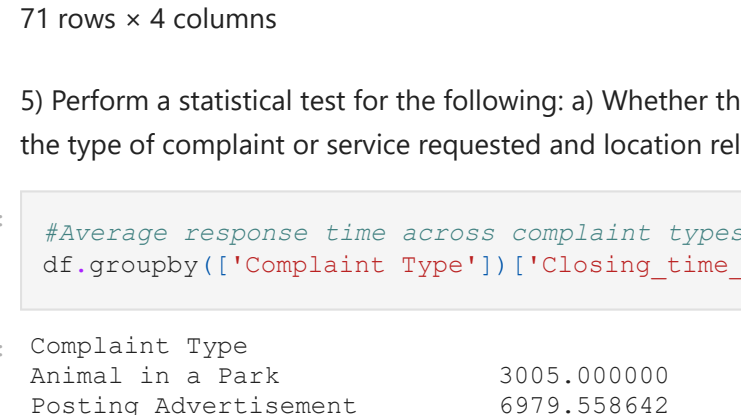 71 rows × 4 columns
5) Perform a statistical test for the following: a) Whether
the type of complaint or service requested and location
#Average response time across complaint types
df.groupby(['Complaint Type'])['Closing_time_
Complaint Type
Animal in a Park 3005.000000
Posting Advertisement 6979.558642